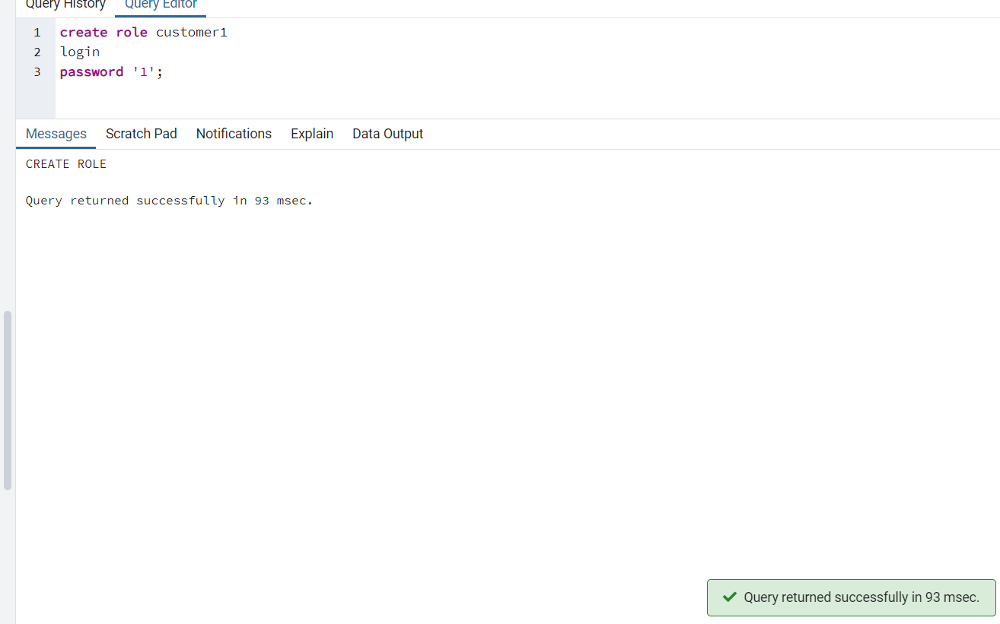 Query History Query Editor
1 create role customer1
2 login
3 password '1';
Messages Scratch Pad Notifications Explain Data Output
CREATE ROLE
Query returned successfully in 93 msec.
Query returned successfully in 93 msec.